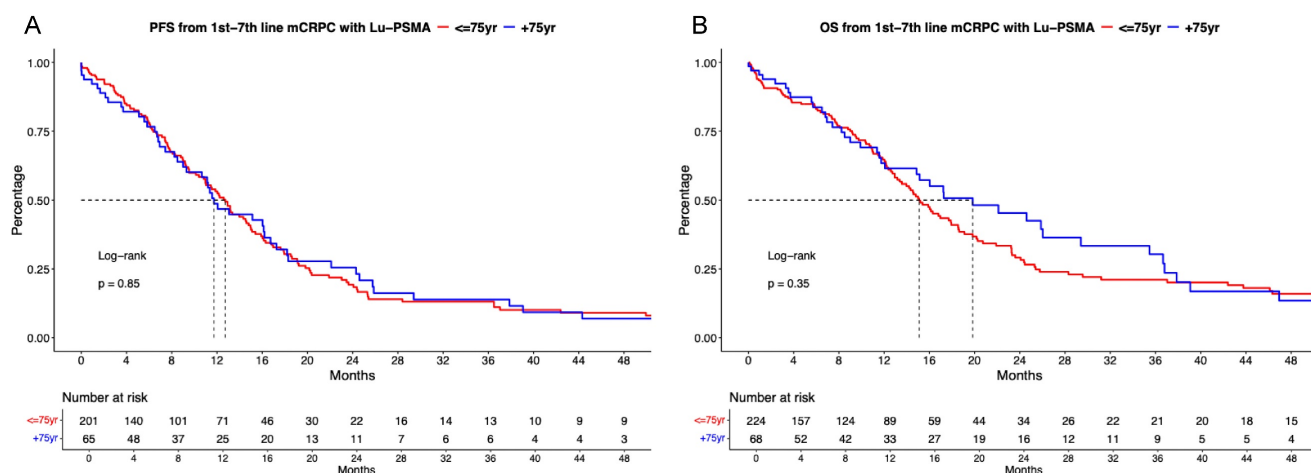 A
PFS from 1st−7th line mCRPC with Lu−PSMA <=75yr +75yr
1.00
0.75
0.50
0.25
0.00
Percentage
Log−rank
p = 0.85
0 4 8 12 16 20 24 28 32 36 40 44 48
Months
Number at risk
<=75yr 201 140 101 71 46 30 22 16 14 13 10 9 9
+75yr 65 48 37 25 20 13 11 7 6 6 4 4 3
0 4 8 12 16 20 24 28 32 36 40 44 48
Months
B
OS from 1st−7th line mCRPC with Lu−PSMA <=75yr +75yr
1.00
0.75
0.50
0.25
0.00
Percentage
Log−rank
p = 0.35
0 4 8 12 16 20 24 28 32 36 40 44 48
Months
Number at risk
<=75yr 224 157 124 89 59 44 34 26 22 21 20 18 15
+75yr 68 52 42 33 27 19 16 12 11 9 5 5 4
0 4 8 12 16 20 24 28 32 36 40 44 48
Months